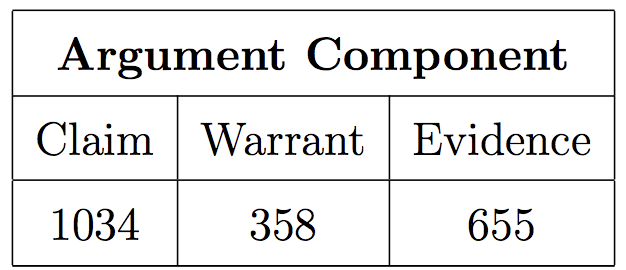 Argument Component
Claim Warrant Evidence
1034 358 655